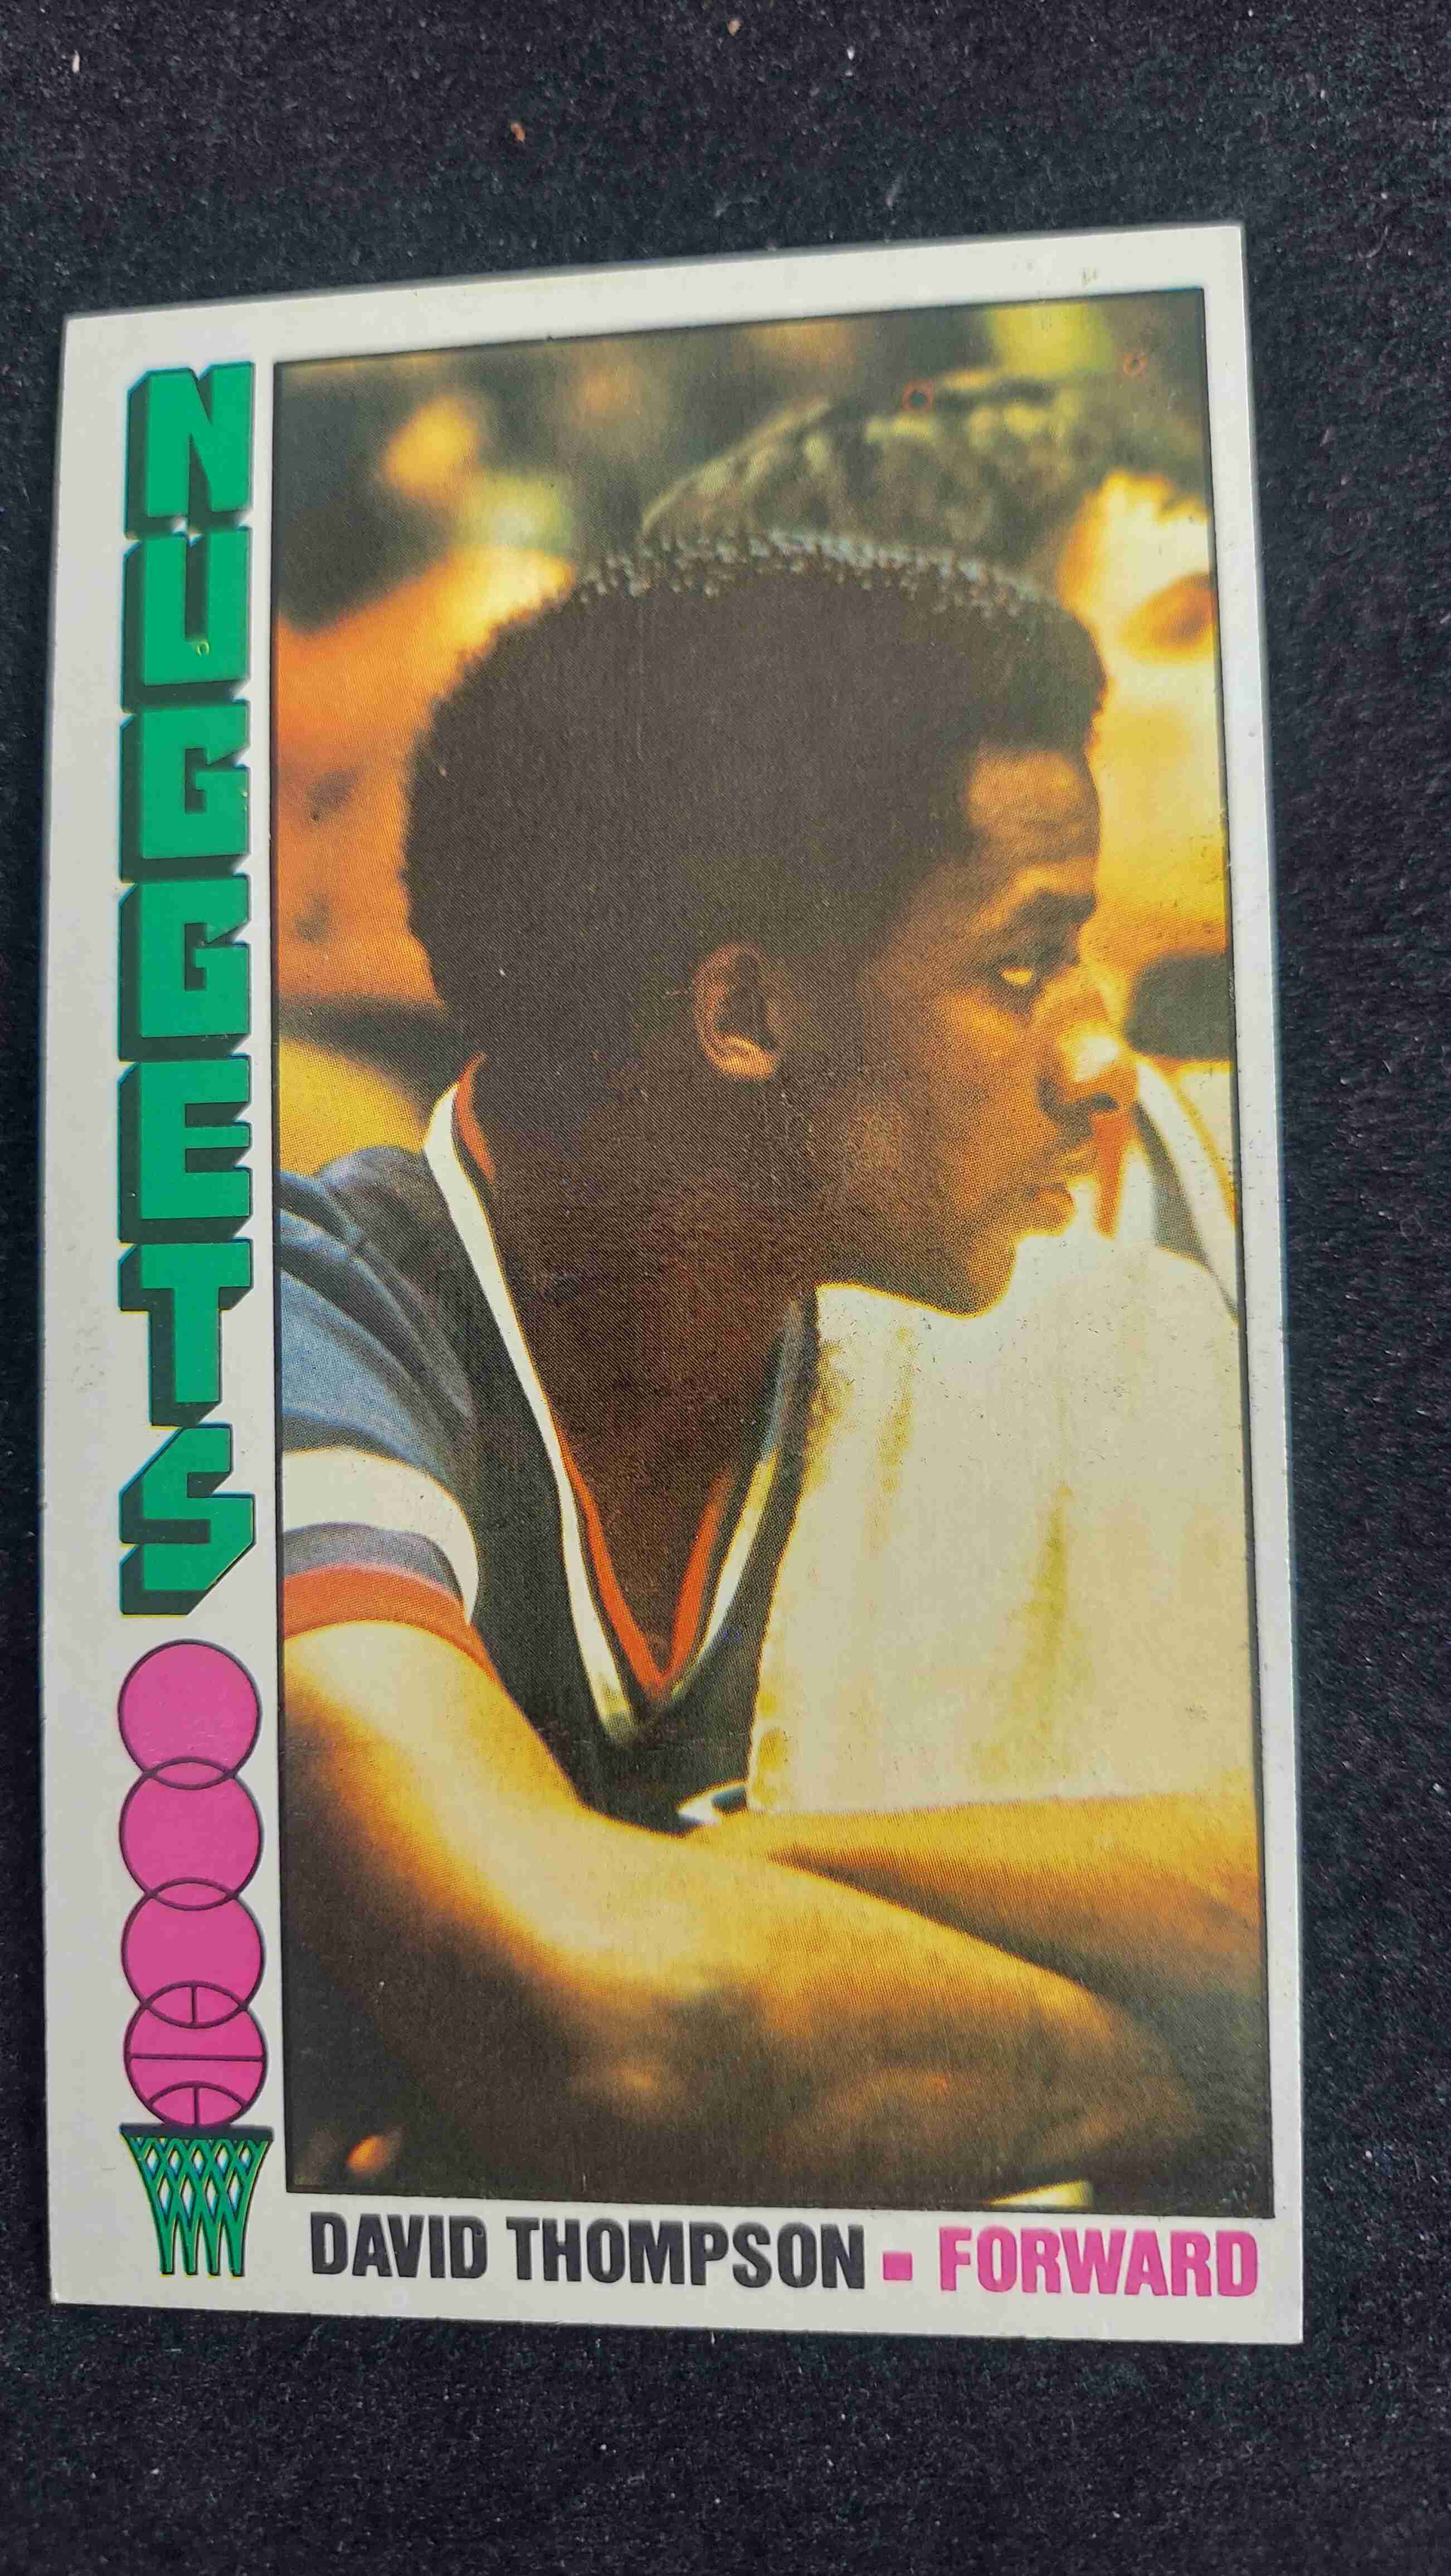 NUGGETS
DAVID THOMPSON ▪ FORWARD